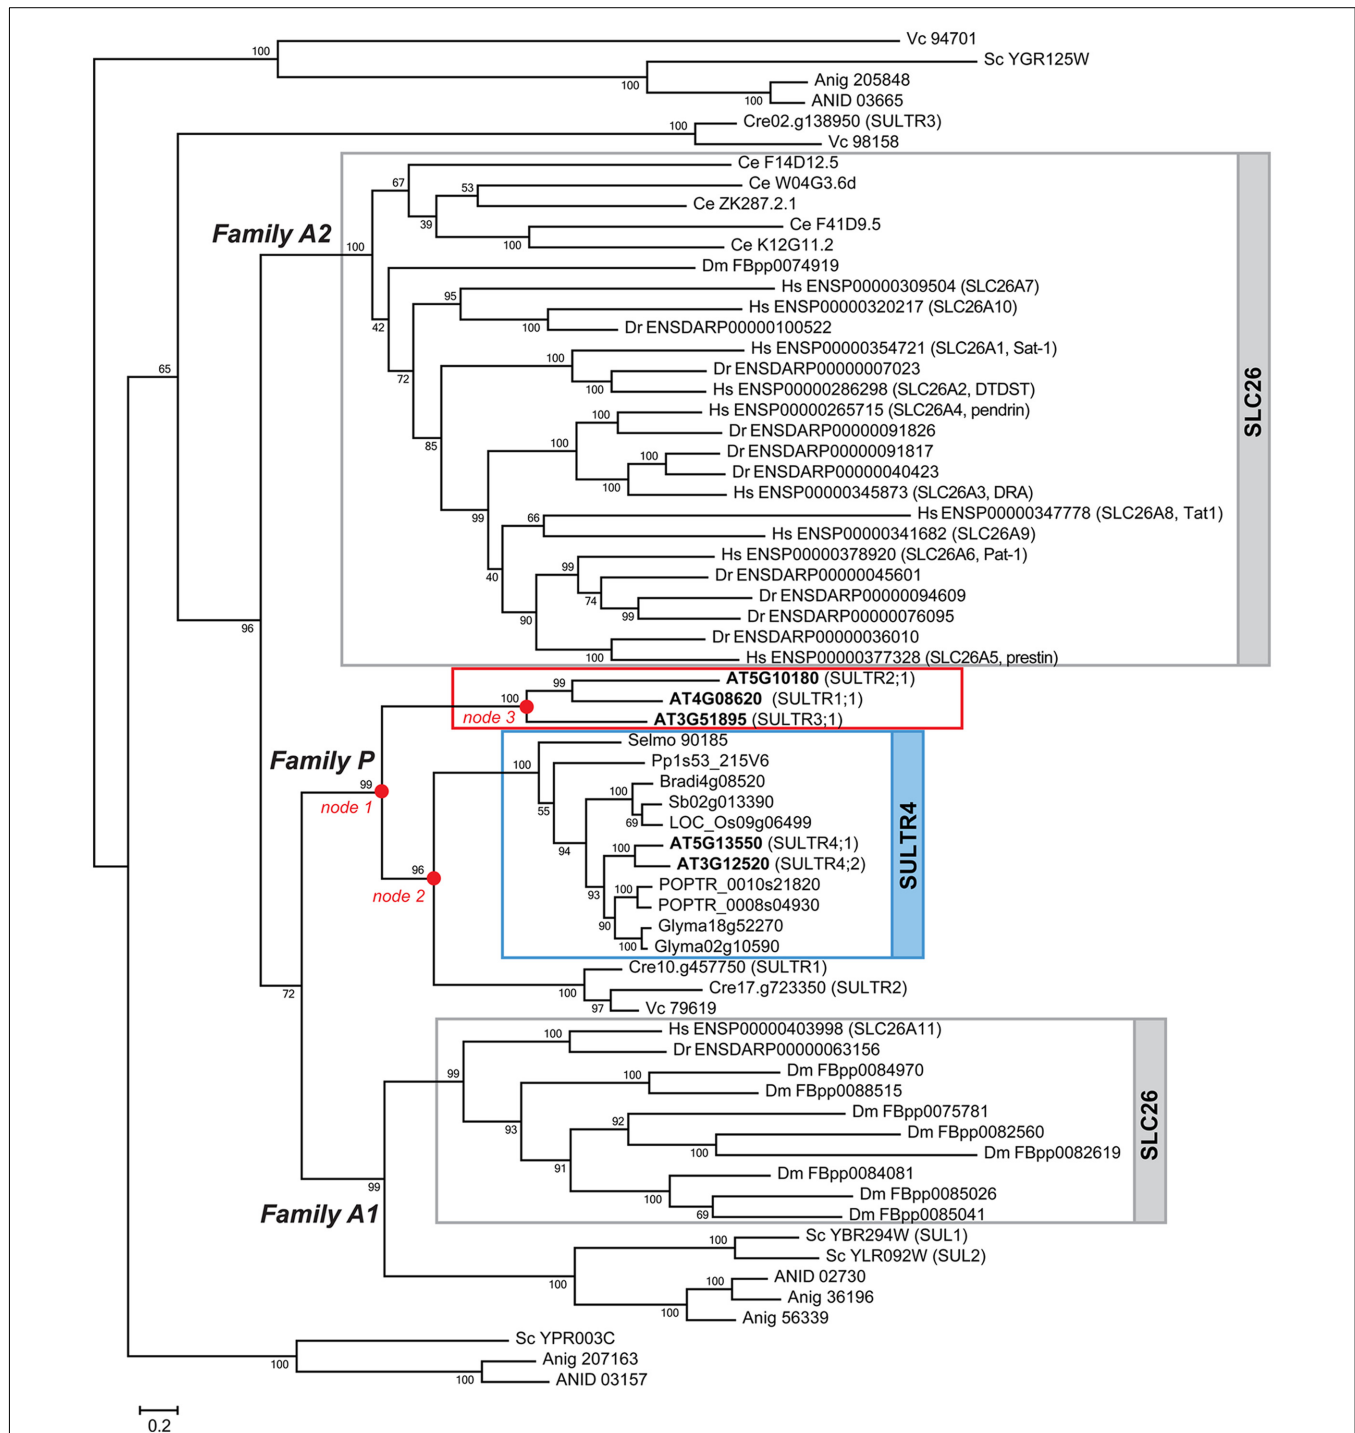 Vc 94701
100
Sc YGR125W
Anig 205848
100
100
ANID 03665
Cre02.g138950 (SULTR3)
100
Vc 98158
Ce F14D12.5
67
Ce W04G3.6d
53
Ce ZK287.2.1
39
Ce F41D9.5
Family A2
100
Ce K12G11.2
100
Dm FBpp0074919
Hs ENSP00000309504 (SLC26A7)
95
Hs ENSP00000320217 (SLC26A10)
42
100
Dr ENSDARP00000100522
Hs ENSP00000354721 (SLC26A1, Sat-1)
100
65
72
Dr ENSDARP00000007023
100
Hs ENSP00000286298 (SLC26A2, DTDST)
SLC26
Hs ENSP00000265715 (SLC26A4, pendrin)
100
Dr ENSDARP00000091826
85
100
Dr ENSDARP00000091817
100
Dr ENSDARP00000040423
100
Hs ENSP00000345873 (SLC26A3, DRA)
99
66
Hs ENSP00000347778 (SLC26A8, Tat1)
Hs ENSP00000341682 (SLC26A9)
Hs ENSP00000378920 (SLC26A6, Pat-1)
99
40
Dr ENSDARP00000045601
74
Dr ENSDARP00000094609
99
90
Dr ENSDARP00000076095
96
Dr ENSDARP00000036010
100
Hs ENSP00000377328 (SLC26A5, prestin)
AT5G10180 (SULTR2;1)
99
100
AT4G08620 (SULTR1;1)
node 3
AT3G51895 (SULTR3;1)
Selmo 90185
Family P
100
Pp1s53_215V6
99
Bradi4g08520
100
node 1
Sb02g013390
55
69
LOC_Os09g06499
AT5G13550 (SULTR4;1)
94
100
SULTR4
96
AT3G12520 (SULTR4;2)
node 2
93
100
POPTR_0010s21820
POPTR_0008s04930
90
Glyma18g52270
100
Glyma02g10590
Cre10.g457750 (SULTR1)
100
72
Cre17.g723350 (SULTR2)
97
Vc 79619
Hs ENSP00000403998 (SLC26A11)
100
Dr ENSDARP00000063156
99
100
Dm FBpp0084970
Dm FBpp0088515
Dm FBpp0075781
93
92
SLC26
Dm FBpp0082560
100
Dm FBpp0082619
91
Dm FBpp0084081
99
100
Dm FBpp0085026
Family A1
69
Dm FBpp0085041
100
Sc YBR294W (SUL1)
Sc YLR092W (SUL2)
100
100
ANID 02730
Anig 36196
100
Anig 56339
Sc YPR003C
100
Anig 207163
100
ANID 03157
0.2